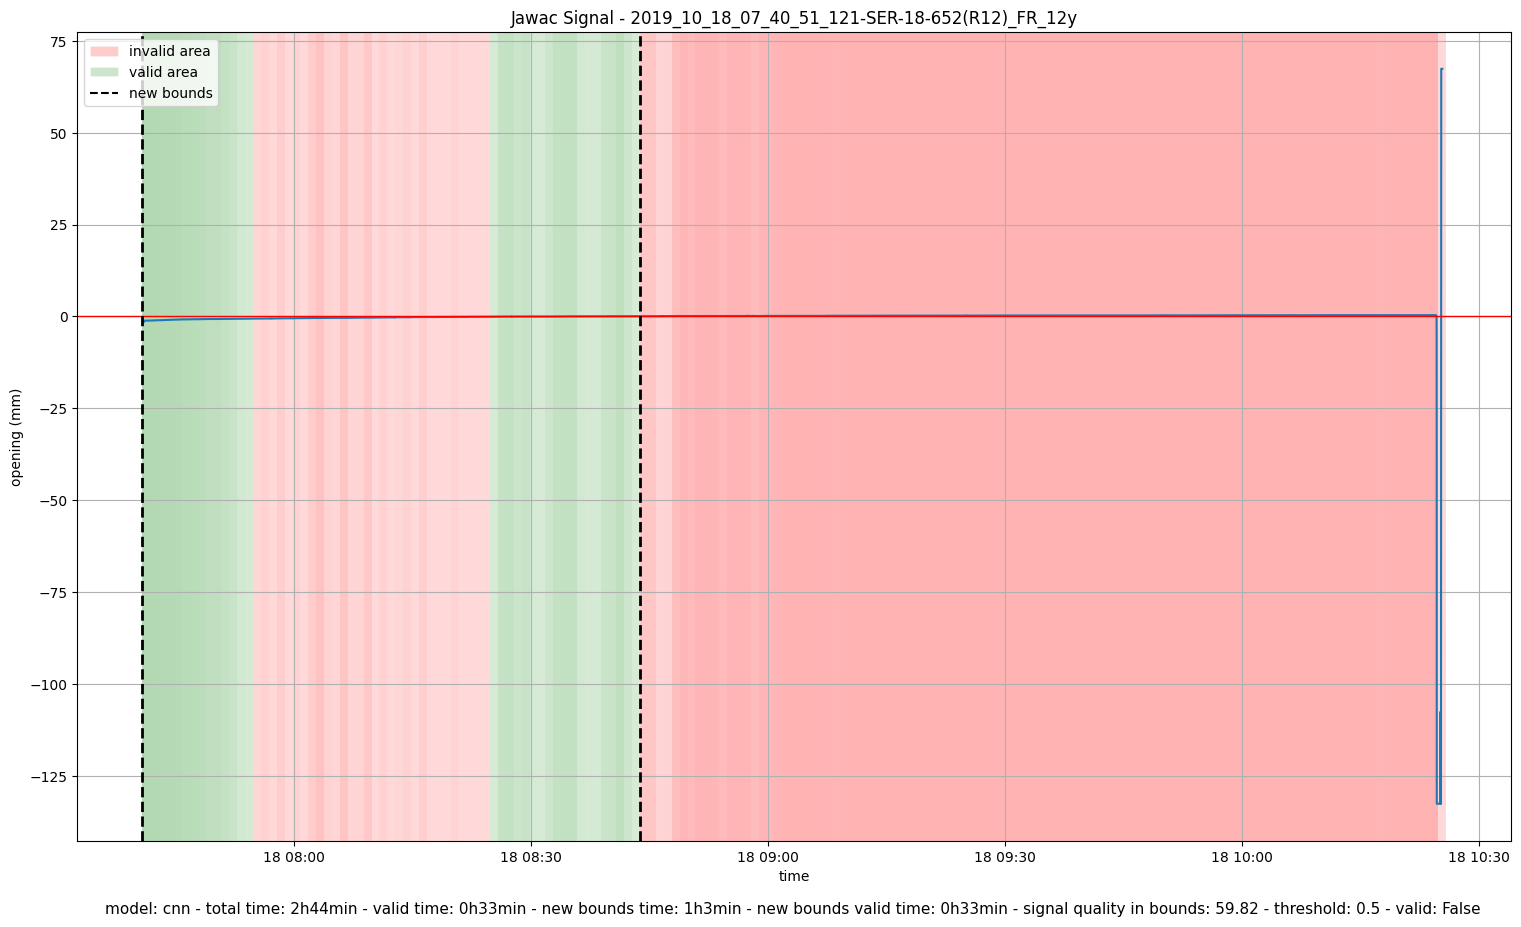 Jawac Signal - 2019_10_18_07_40_51_121-SER-18-652(R12)_FR_12y
invalid area
valid area
new bounds
75
50
25
0
−25
−50
−75
−100
−125
opening (mm)
18 08:00
18 08:30
18 09:00
18 09:30
18 10:00
18 10:30
time
model: cnn - total time: 2h44min - valid time: 0h33min - new bounds time: 1h3min - new bounds valid time: 0h33min - signal quality in bounds: 59.82 - threshold: 0.5 - valid: False